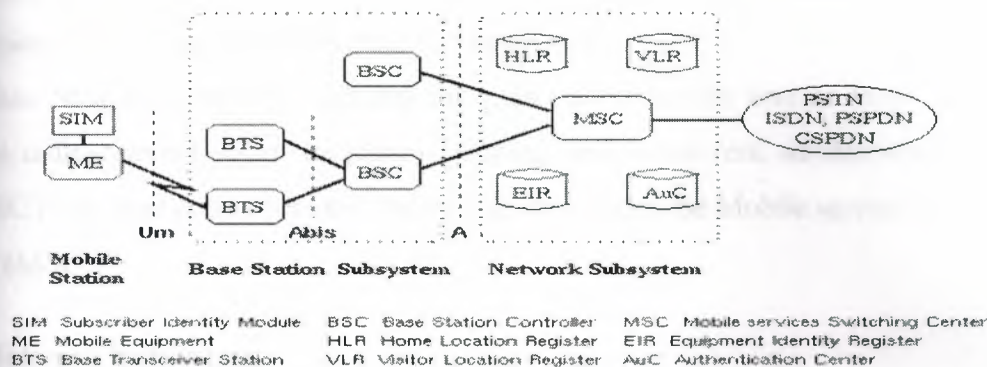 HLR VLR
BSC
PSTN
SIM MSC ISDN, PSPDN
BTS CSPDN
ME BSC
EIR AuC
BTS
Um Abis A
Mobile Station
Base Station Subsystem
Network Subsystem
SIM Subscriber Identity Module BSC Base Station Controller MSC Mobile services Switching Center
ME Mobile Equipment HLR Home Location Register EIR Equipment Identity Register
BTS Base Transceiver Station VLR Visitor Location Register AuC Authentication Center